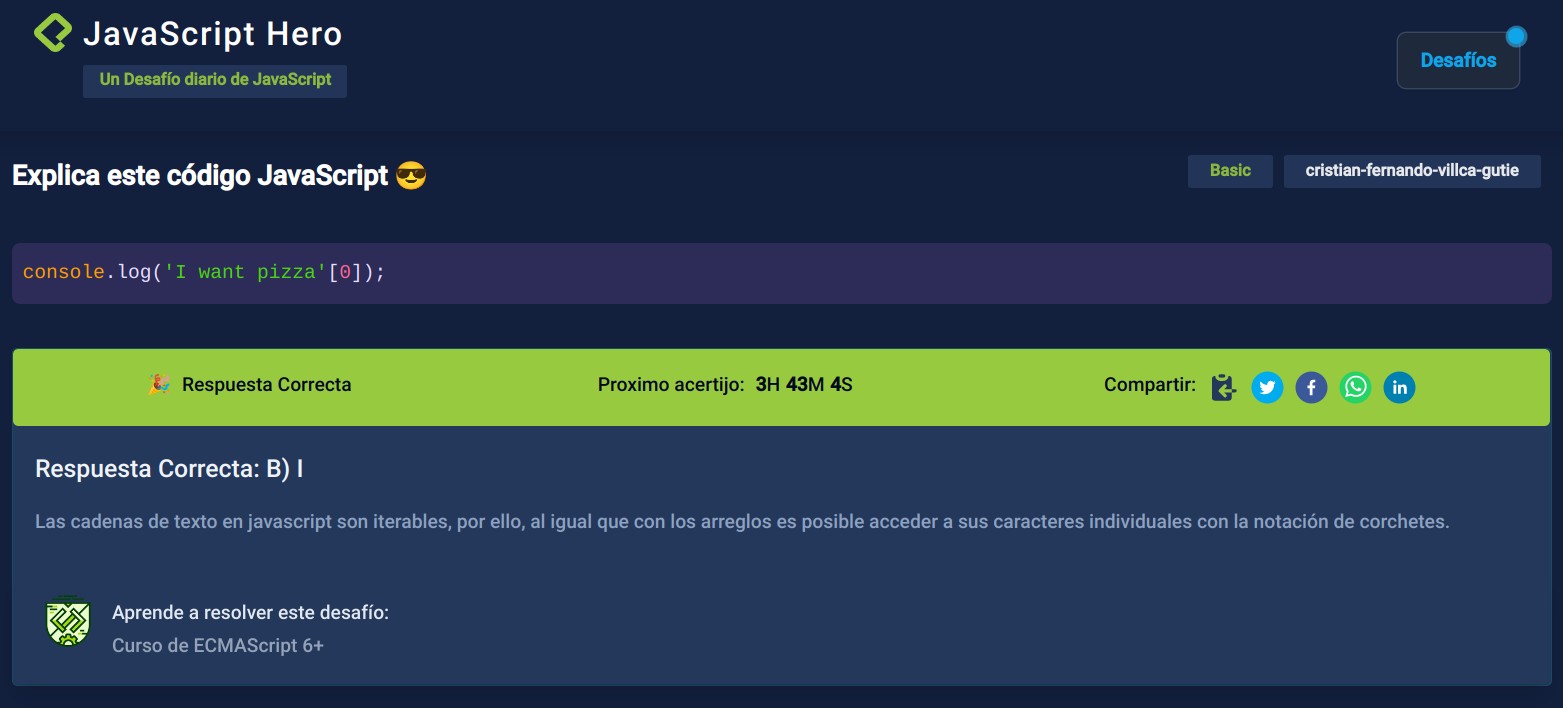 JavaScript Hero
Un Desafío diario de JavaScript
Desafíos
Explica este código JavaScript 😎
Basic
cristian-fernando-villca-gutie
console.log('I want pizza'[0]);
🎉 Respuesta Correcta
Proximo acertijo: 3H 43M 4S
Compartir:
Respuesta Correcta: B) I
Las cadenas de texto en javascript son iterables, por ello, al igual que con los arreglos es posible acceder a sus caracteres individuales con la notación de corchetes.
Aprende a resolver este desafío:
Curso de ECMAScript 6+